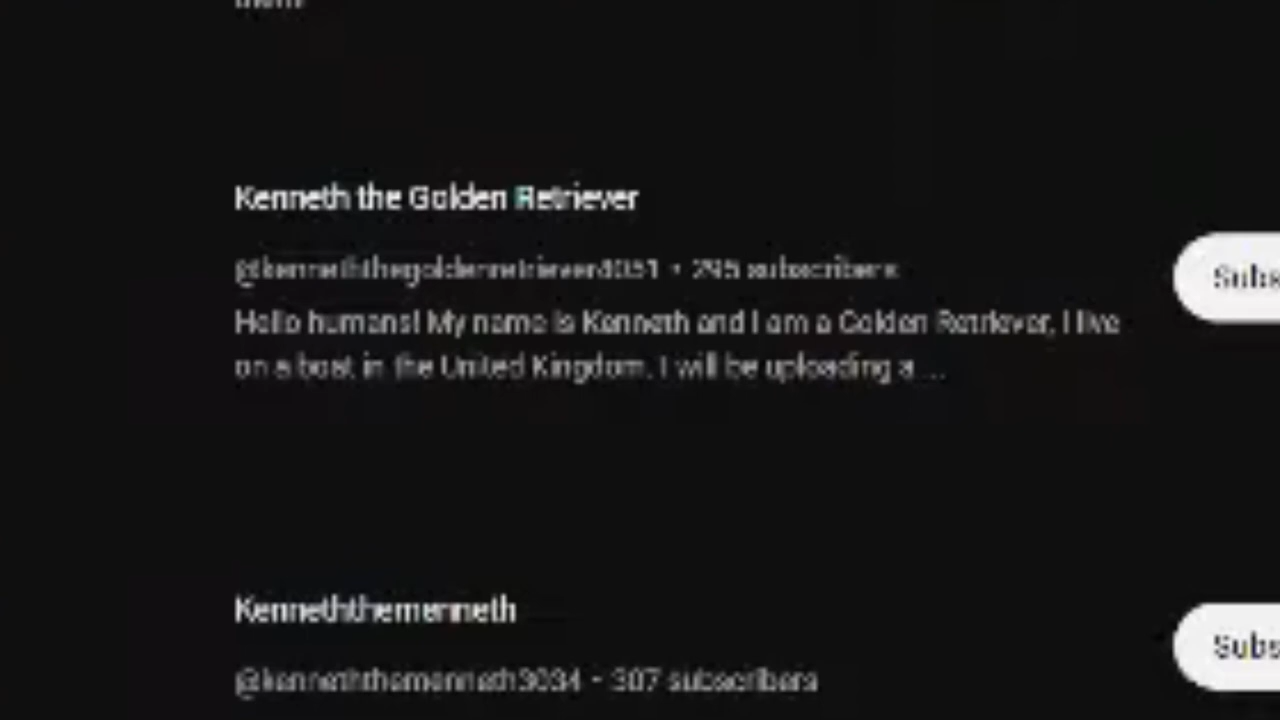 Kenneth the Golden Retriever
@kenneththegoldenretriever4051 • 295 subscribers
Hello humans! My name is Kenneth and I am a Golden Retriever, I live
on a boat in the United Kingdom. I will be uploading a ...
Subs
Kenneththemenneth
@kenneththemenneth3034 • 307 subscribers
Subs